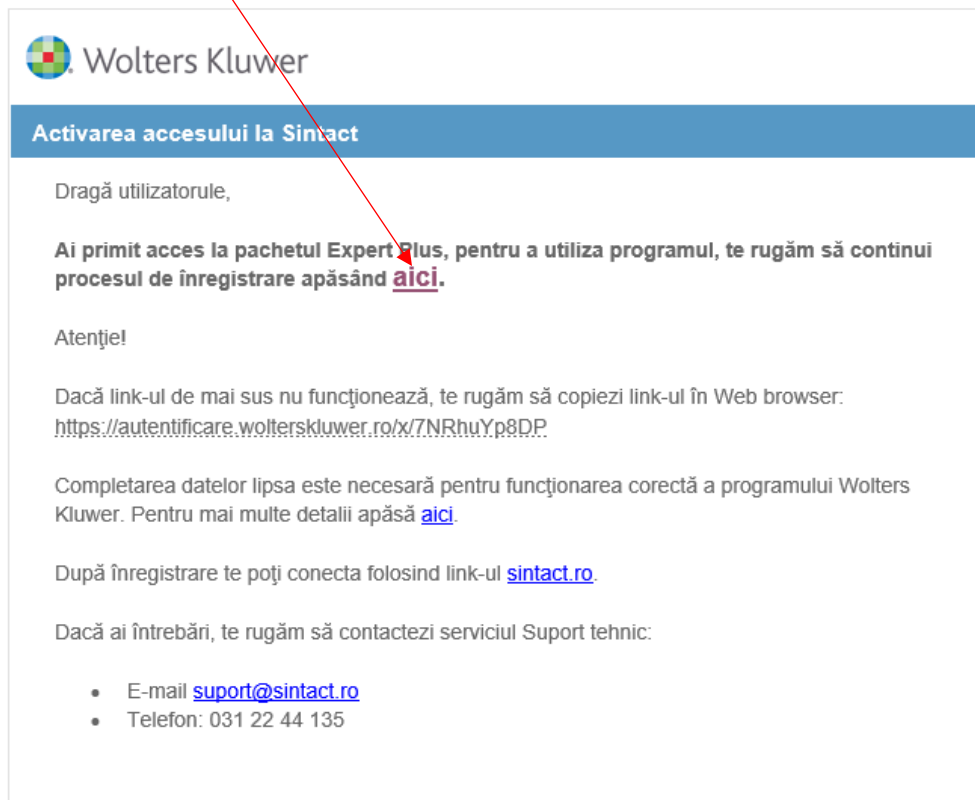 Wolters Kluwer
Activarea accesului la Sintact
Dragă utilizatorule,
Ai primit acces la pachetul Expert Plus, pentru a utiliza programul, te rugăm să continui
procesul de înregistrare apăsând aici.
Atenţie!
Dacă link-ul de mai sus nu funcţionează, te rugăm să copiezi link-ul în Web browser:
https://autentificare.wolterskluwer.ro/x/7NRhuYp8DP
Completarea datelor lipsa este necesară pentru funcţionarea corectă a programului Wolters
Kluwer. Pentru mai multe detalii apăsă aici.
După înregistrare te poţi conecta folosind link-ul sintact.ro.
Dacă ai întrebări, te rugăm să contactezi serviciul Suport tehnic:
• E-mail suport@sintact.ro
• Telefon: 031 22 44 135